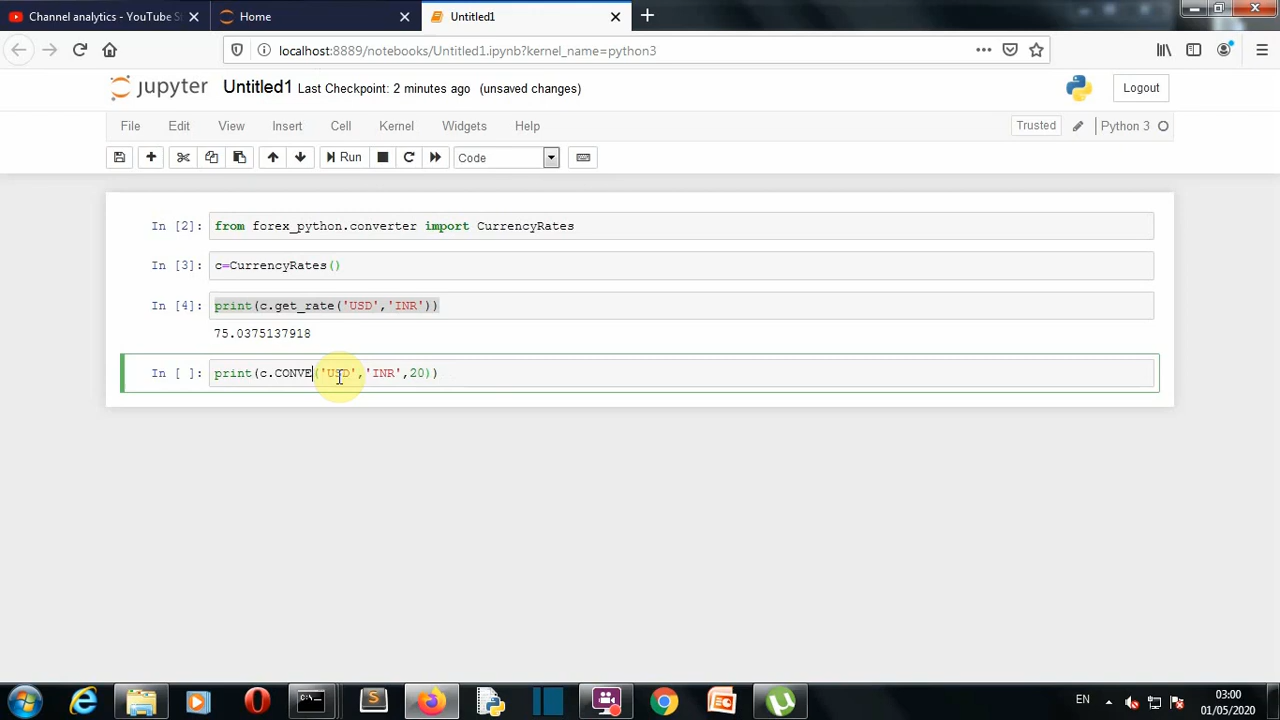 Channel analytics - YouTube S
Home
Untitled1
localhost:8889/notebooks/Untitled1.ipynb?kernel_name=python3
jupyter Untitled1 Last Checkpoint: 2 minutes ago (unsaved changes)
Logout
File Edit View Insert Cell Kernel Widgets Help
Trusted
Python 3
Run
Code
In [2]: from forex_python.converter import CurrencyRates
In [3]: c=CurrencyRates()
In [4]: print(c.get_rate('USD','INR'))
75.0375137918
In [ ]: print(c.CONVE('USD','INR',20))
EN
03:00
01/05/2020